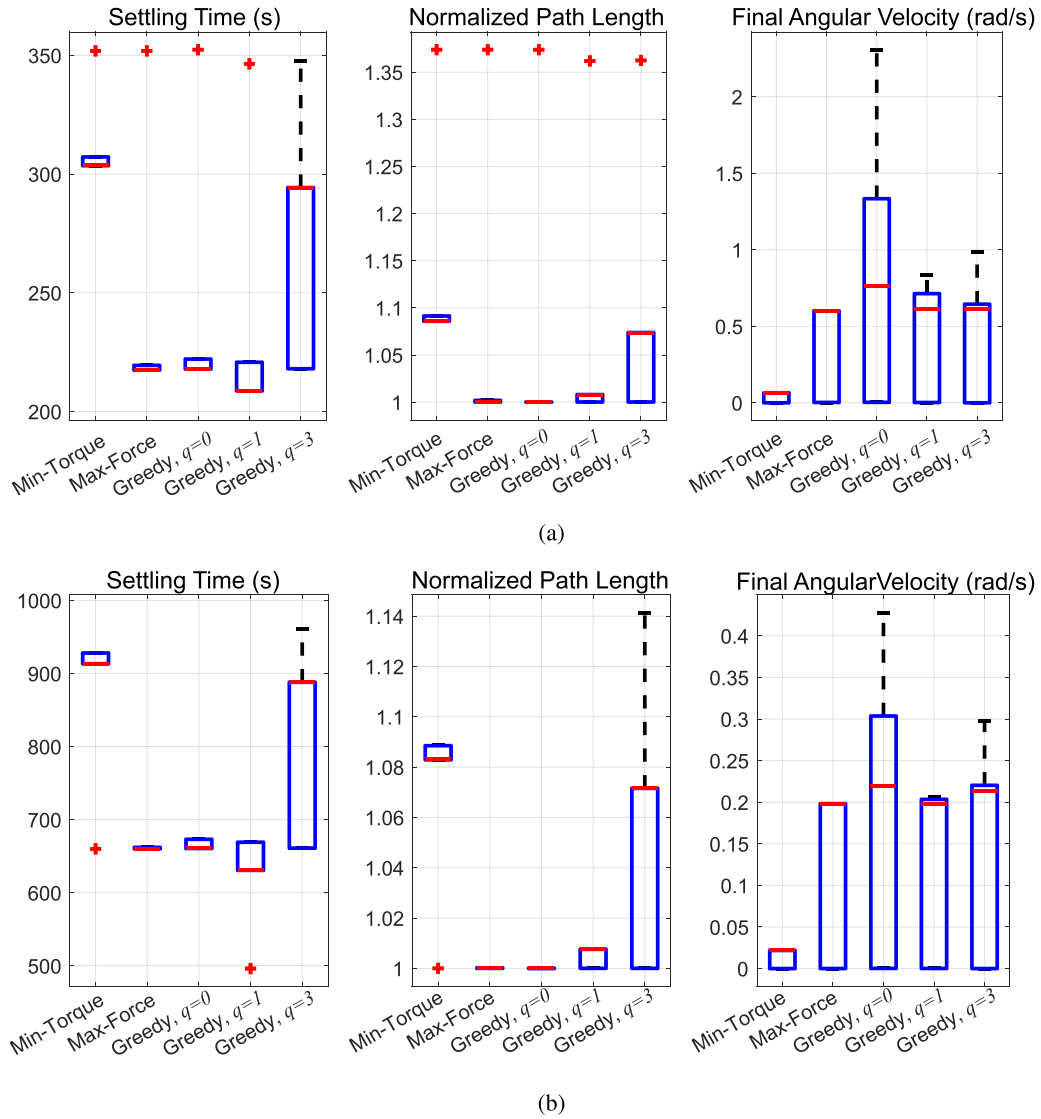 Settling Time (s)
350
300
250
200
Min-Torque
Max-Force
Greedy, q=0
Greedy, q=1
Greedy, q=3
Normalized Path Length
1.35
1.3
1.25
1.2
1.15
1.1
1.05
1
Min-Torque
Max-Force
Greedy, q=0
Greedy, q=1
Greedy, q=3
Final Angular Velocity (rad/s)
2
1.5
1
0.5
0
Min-Torque
Max-Force
Greedy, q=0
Greedy, q=1
Greedy, q=3
(a)
Settling Time (s)
1000
900
800
700
600
500
Min-Torque
Max-Force
Greedy, q=0
Greedy, q=1
Greedy, q=3
Normalized Path Length
1.14
1.12
1.1
1.08
1.06
1.04
1.02
1
Min-Torque
Max-Force
Greedy, q=0
Greedy, q=1
Greedy, q=3
Final AngularVelocity (rad/s)
0.4
0.35
0.3
0.25
0.2
0.15
0.1
0.05
0
Min-Torque
Max-Force
Greedy, q=0
Greedy, q=1
Greedy, q=3
(b)